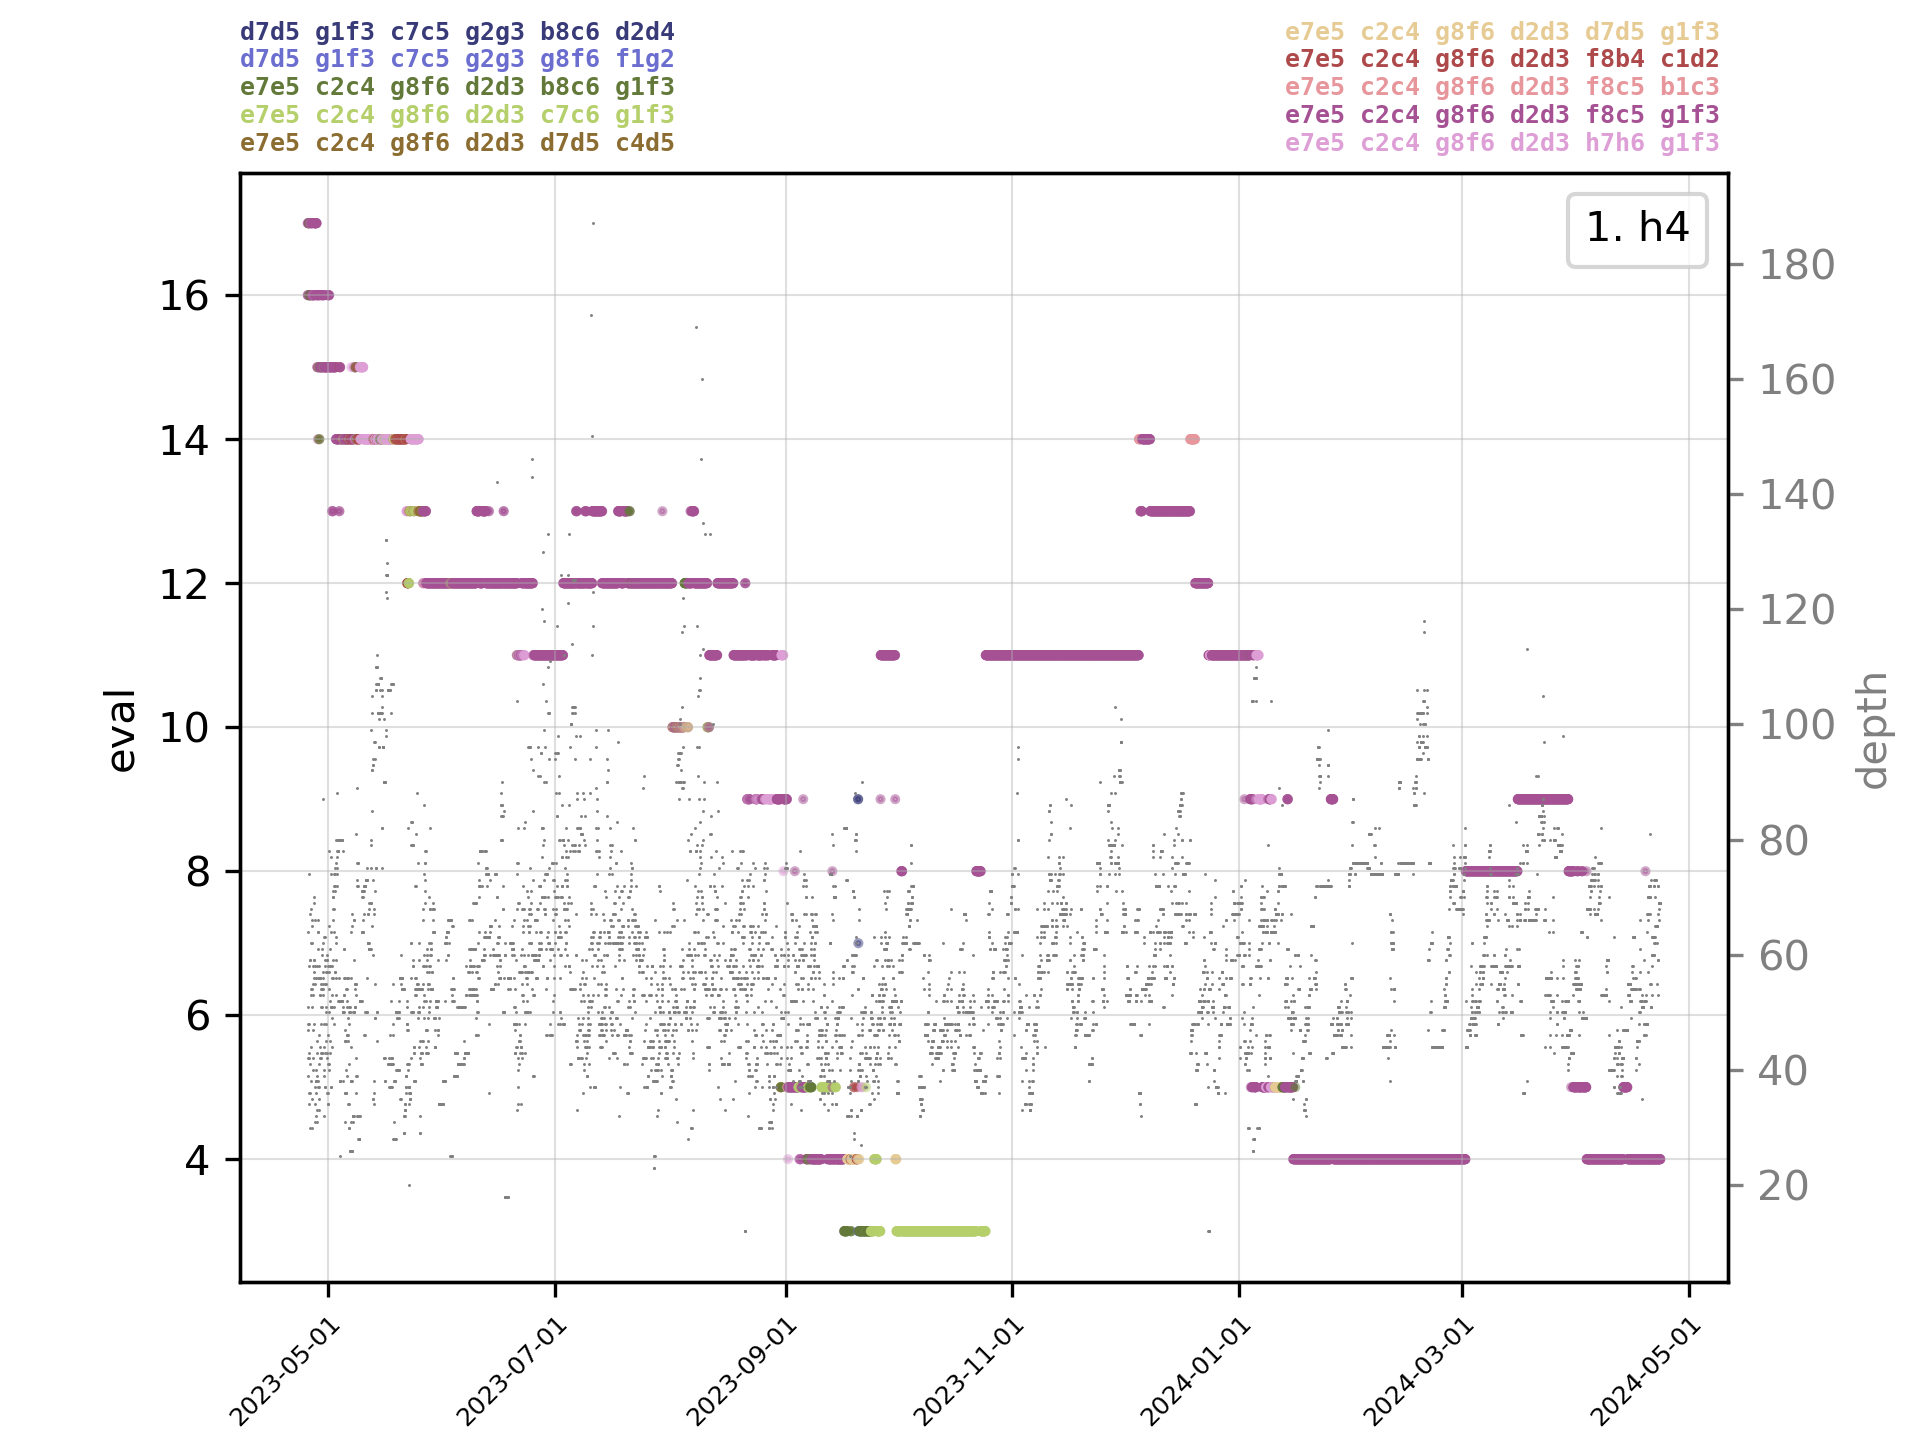 d7d5 g1f3 c7c5 g2g3 b8c6 d2d4
d7d5 g1f3 c7c5 g2g3 g8f6 f1g2
e7e5 c2c4 g8f6 d2d3 b8c6 g1f3
e7e5 c2c4 g8f6 d2d3 c7c6 g1f3
e7e5 c2c4 g8f6 d2d3 d7d5 c4d5
e7e5 c2c4 g8f6 d2d3 d7d5 g1f3
e7e5 c2c4 g8f6 d2d3 f8b4 c1d2
e7e5 c2c4 g8f6 d2d3 f8c5 b1c3
e7e5 c2c4 g8f6 d2d3 f8c5 g1f3
e7e5 c2c4 g8f6 d2d3 h7h6 g1f3
1. h4
eval
16
14
12
10
8
6
4
180
160
140
120
100
80
60
40
20
depth
2023-05-01
2023-07-01
2023-09-01
2023-11-01
2024-01-01
2024-03-01
2024-05-01